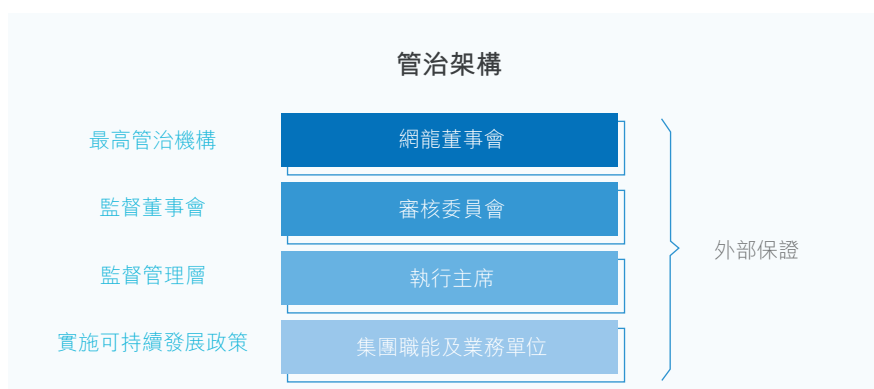 管治架構
最高管治機構
網龍董事會
監督董事會
審核委員會
監督管理層
執行主席
實施可持續發展政策
集團職能及業務單位
外部保證